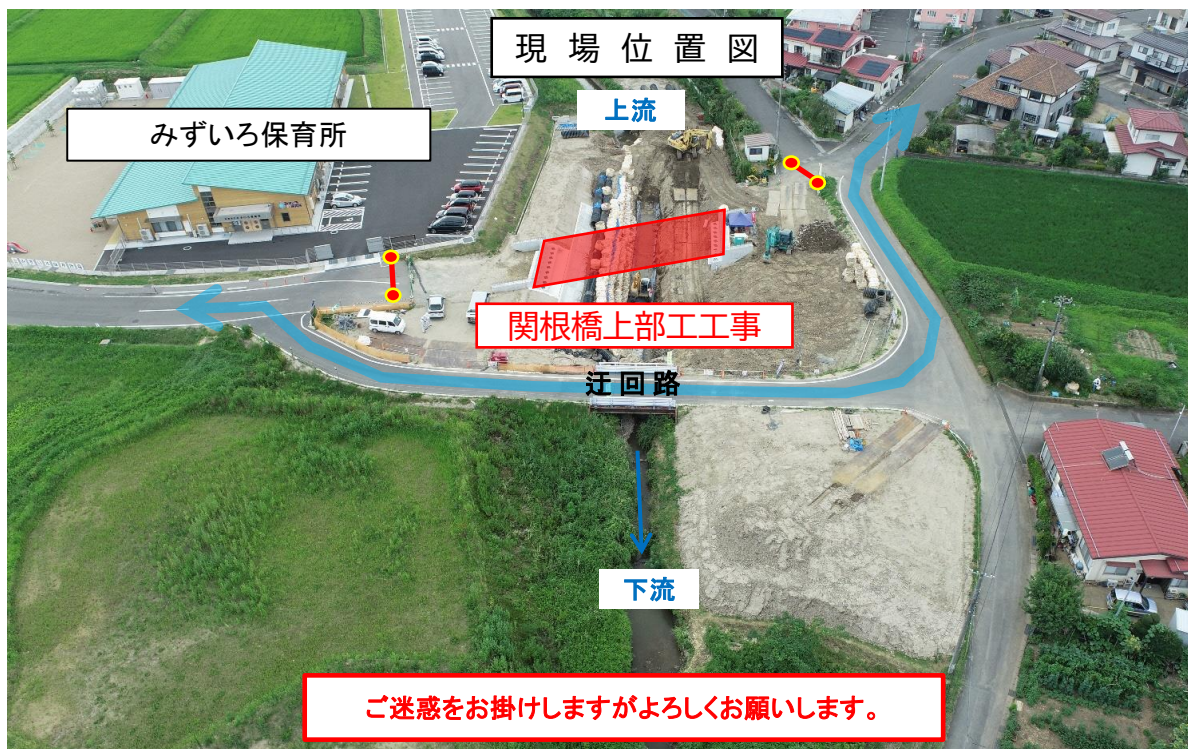 現場位置図
上流
みずいろ保育所
関根橋上部工工事
迂回路
下流
ご迷惑をお掛けしますがよろしくお願いします。